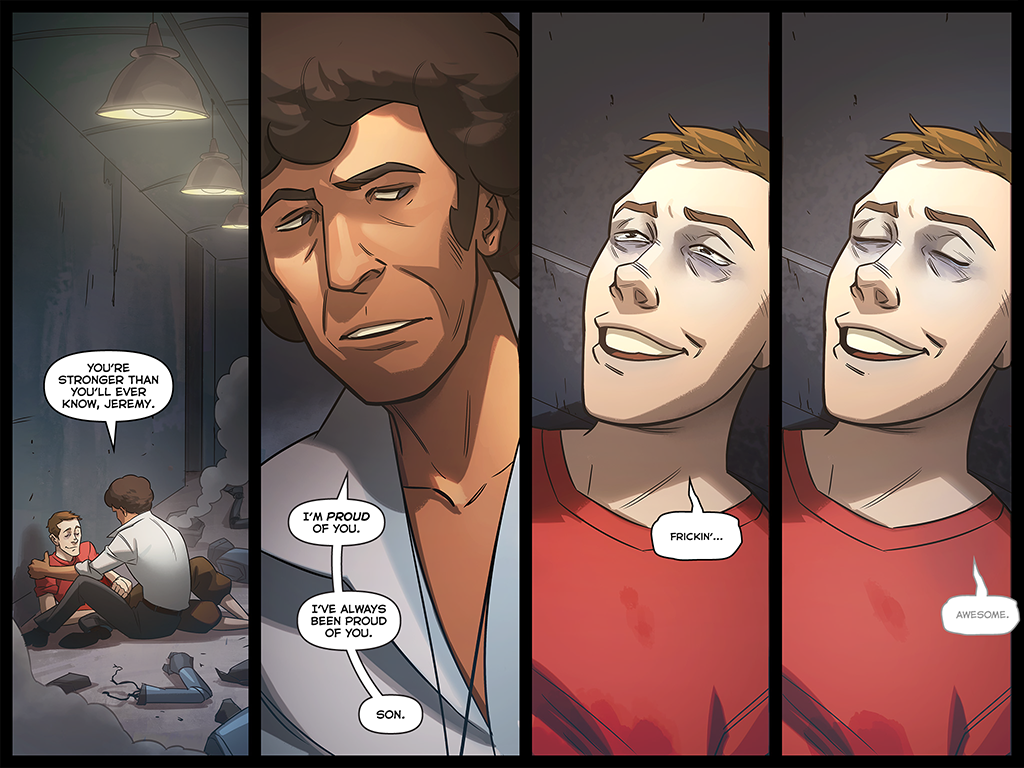 YOU'RE
STRONGER THAN
YOU'LL EVER
KNOW, JEREMY.
I'M PROUD
OF YOU.
I'VE ALWAYS
BEEN PROUD
OF YOU.
SON.
FRICKIN'...
AWESOME.